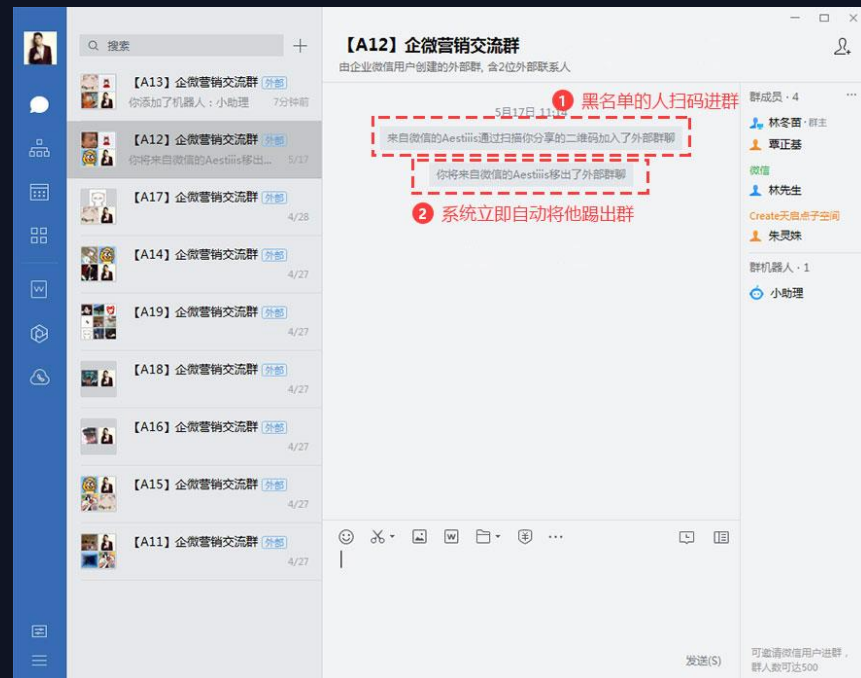 搜索
【A13】企微营销交流群 外部
你添加了机器人：小助理 7分钟前
【A12】企微营销交流群 外部
你将来自微信的Aestiiis移出... 5/17
【A17】企微营销交流群 外部
4/28
【A14】企微营销交流群 外部
4/27
【A19】企微营销交流群 外部
4/27
【A18】企微营销交流群 外部
4/27
【A16】企微营销交流群 外部
4/27
【A15】企微营销交流群 外部
4/27
【A11】企微营销交流群 外部
4/27
【A12】企微营销交流群
由企业微信用户创建的外部群, 含2位外部联系人
1 黑名单的人扫码进群
5月17日 11:14
来自微信的Aestiiis通过扫描你分享的二维码加入了外部群聊
你将来自微信的Aestiiis移出了外部群聊
2 系统立即自动将他踢出群
发送(S)
群成员 · 4
林冬苗 · 群主
覃正基
微信
林先生
Create天启点子空间
朱灵姝
群机器人 · 1
小助理
可邀请微信用户进群，
群人数可达500